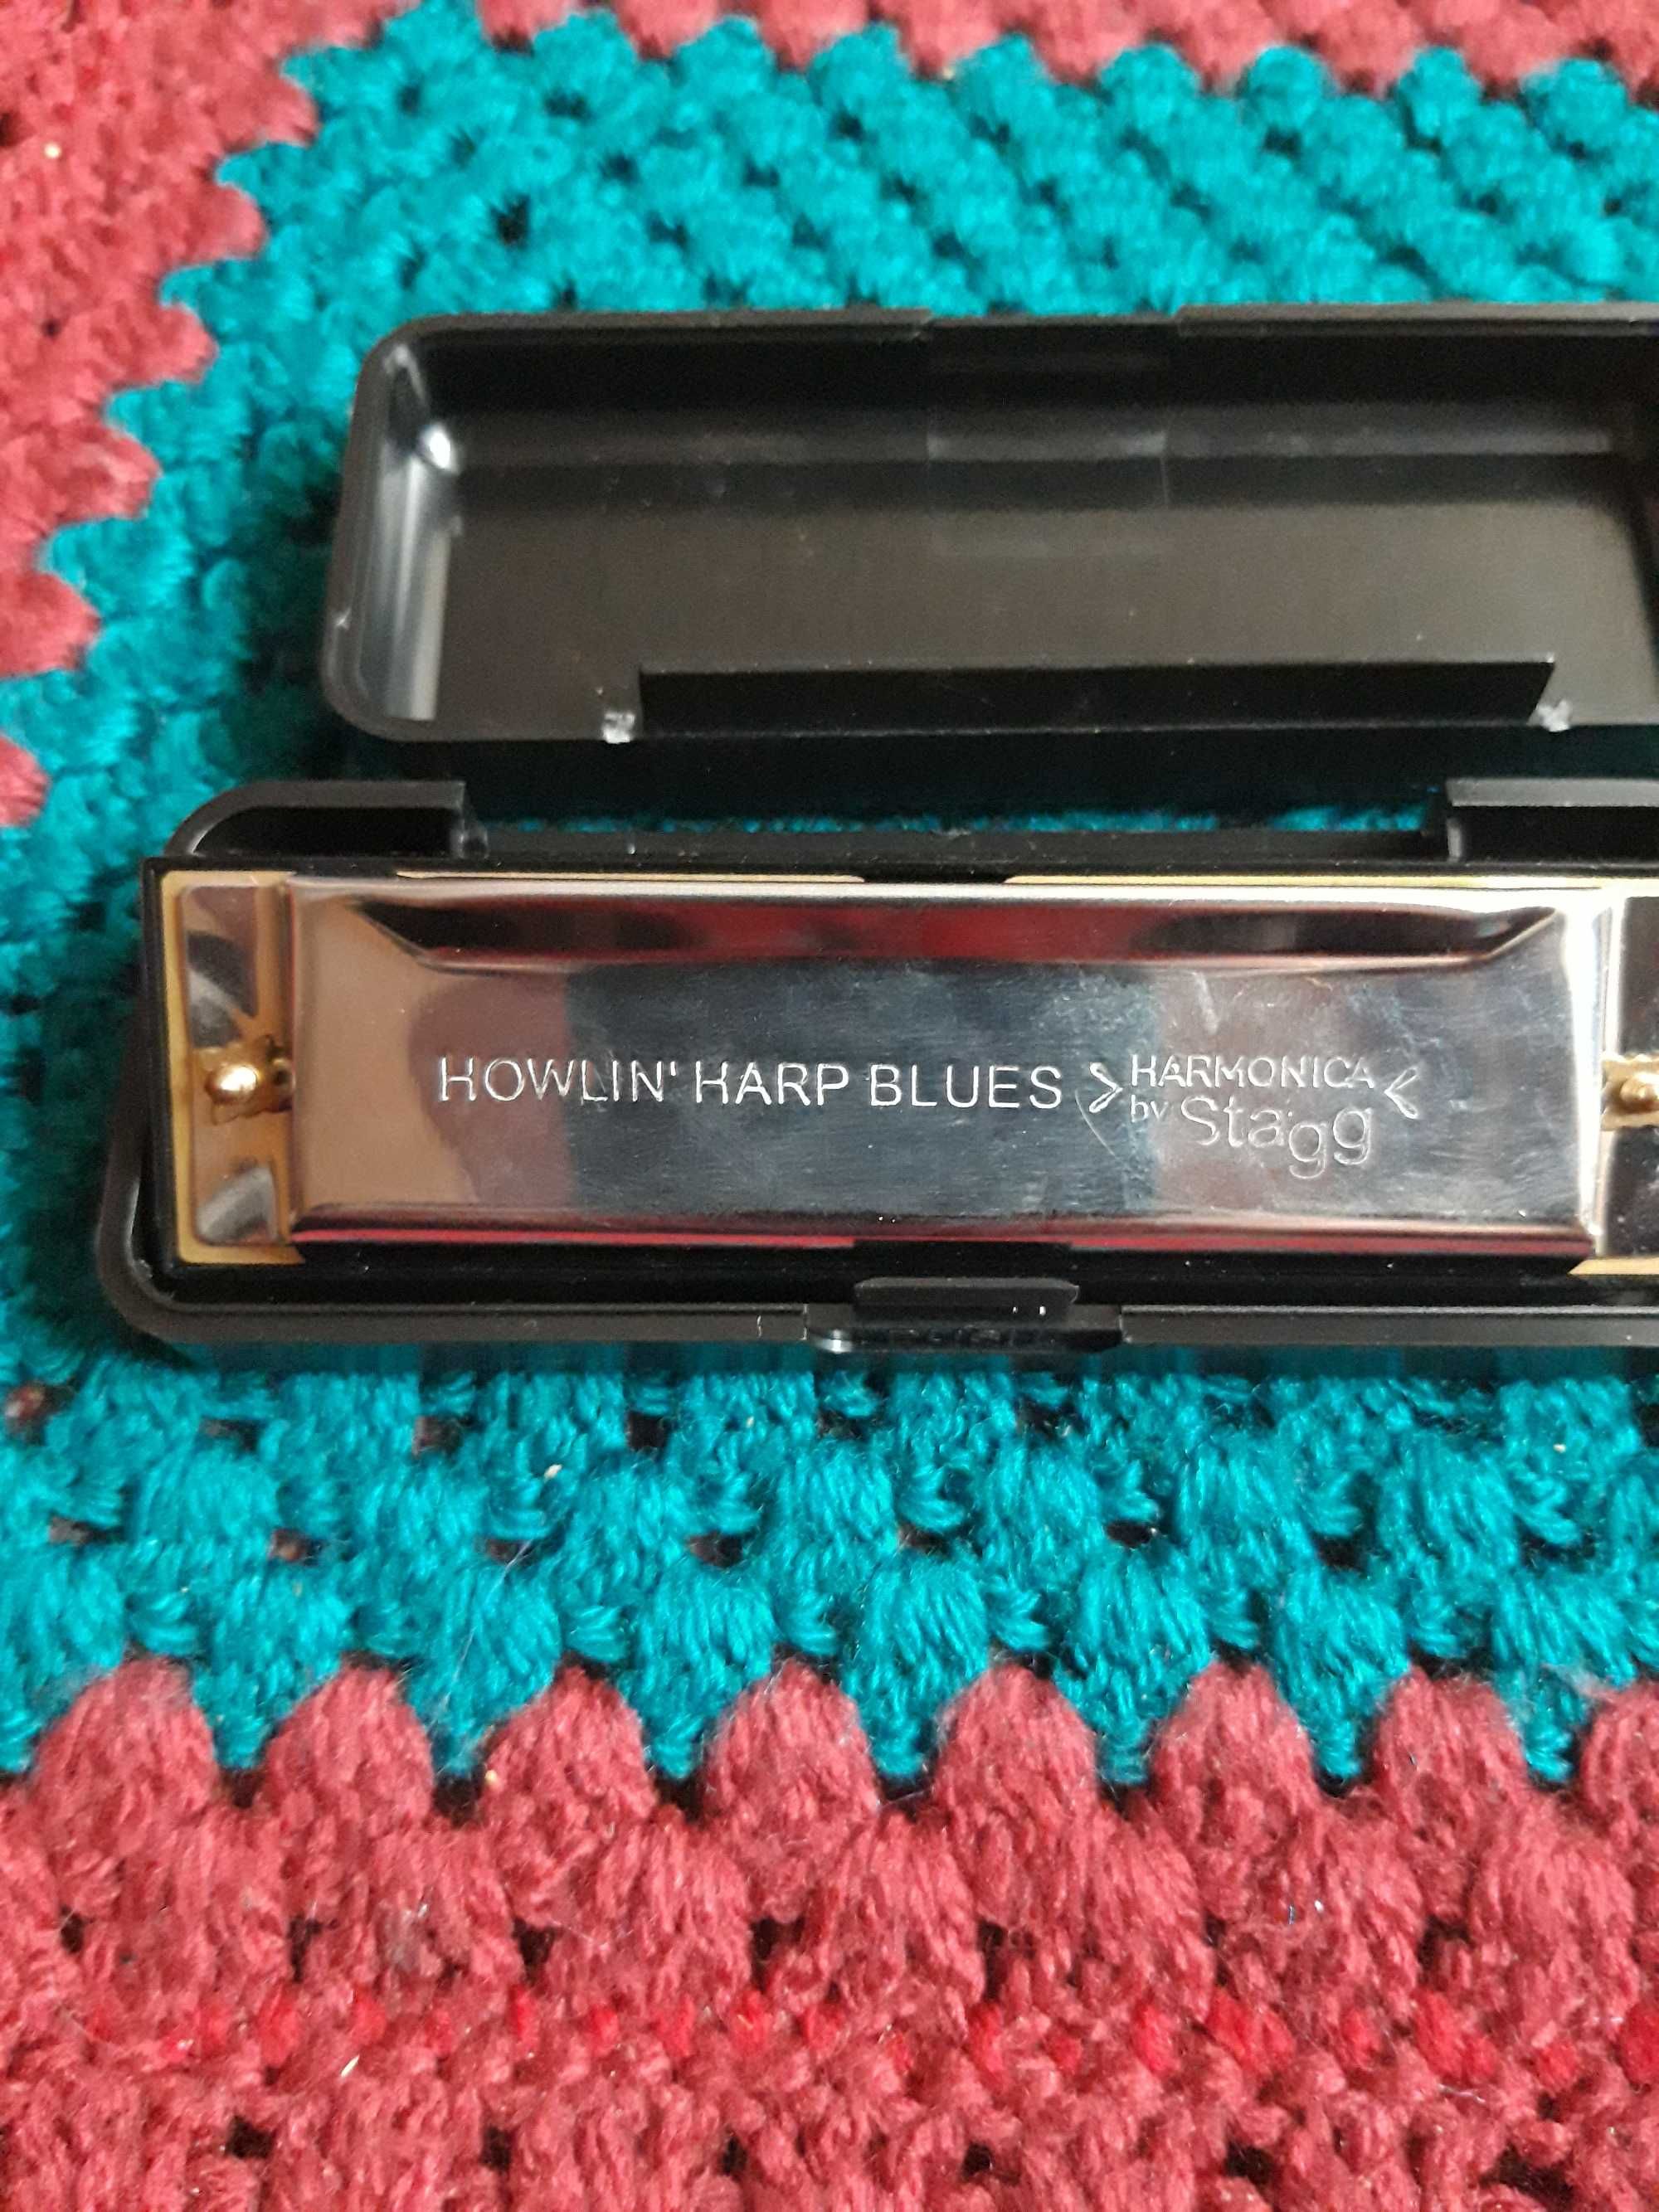 HOWLIN' HARP BLUES
HARMONICA
by Stagg